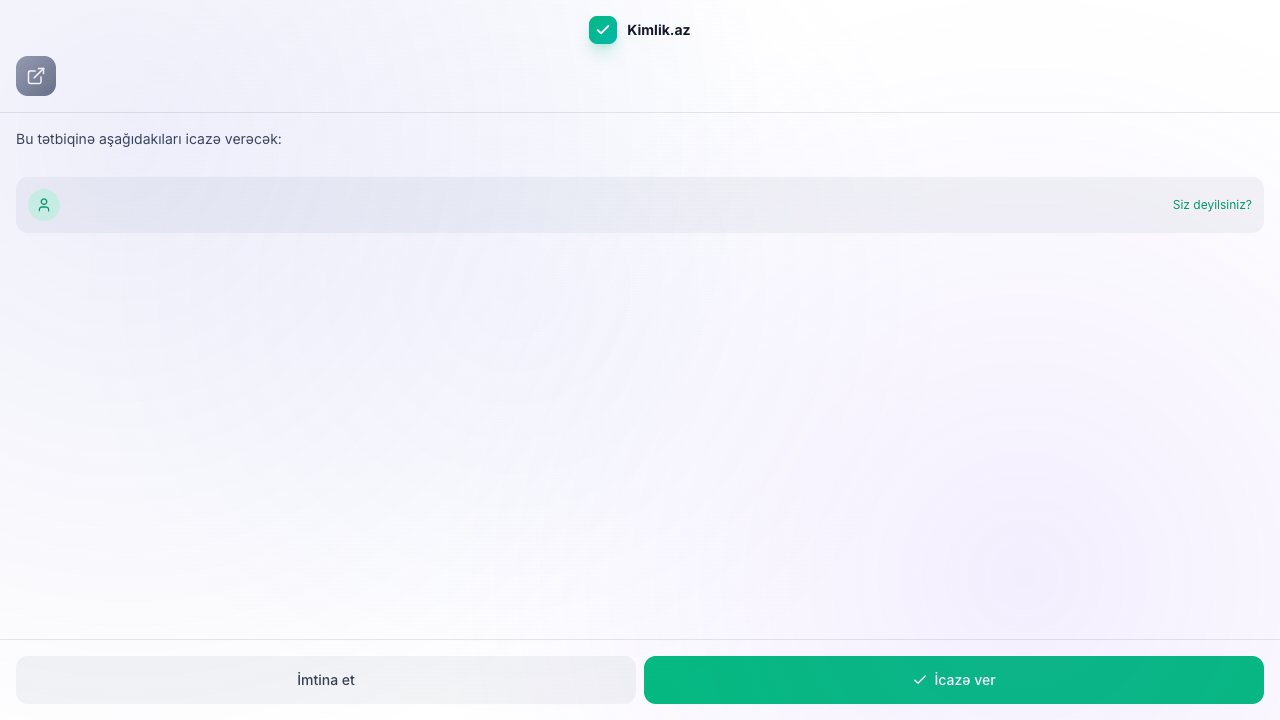 Kimlik.az
Bu tətbiqinə aşağıdakıları icazə verəcək:
Siz deyilsiniz?
İmtina et
İcazə ver